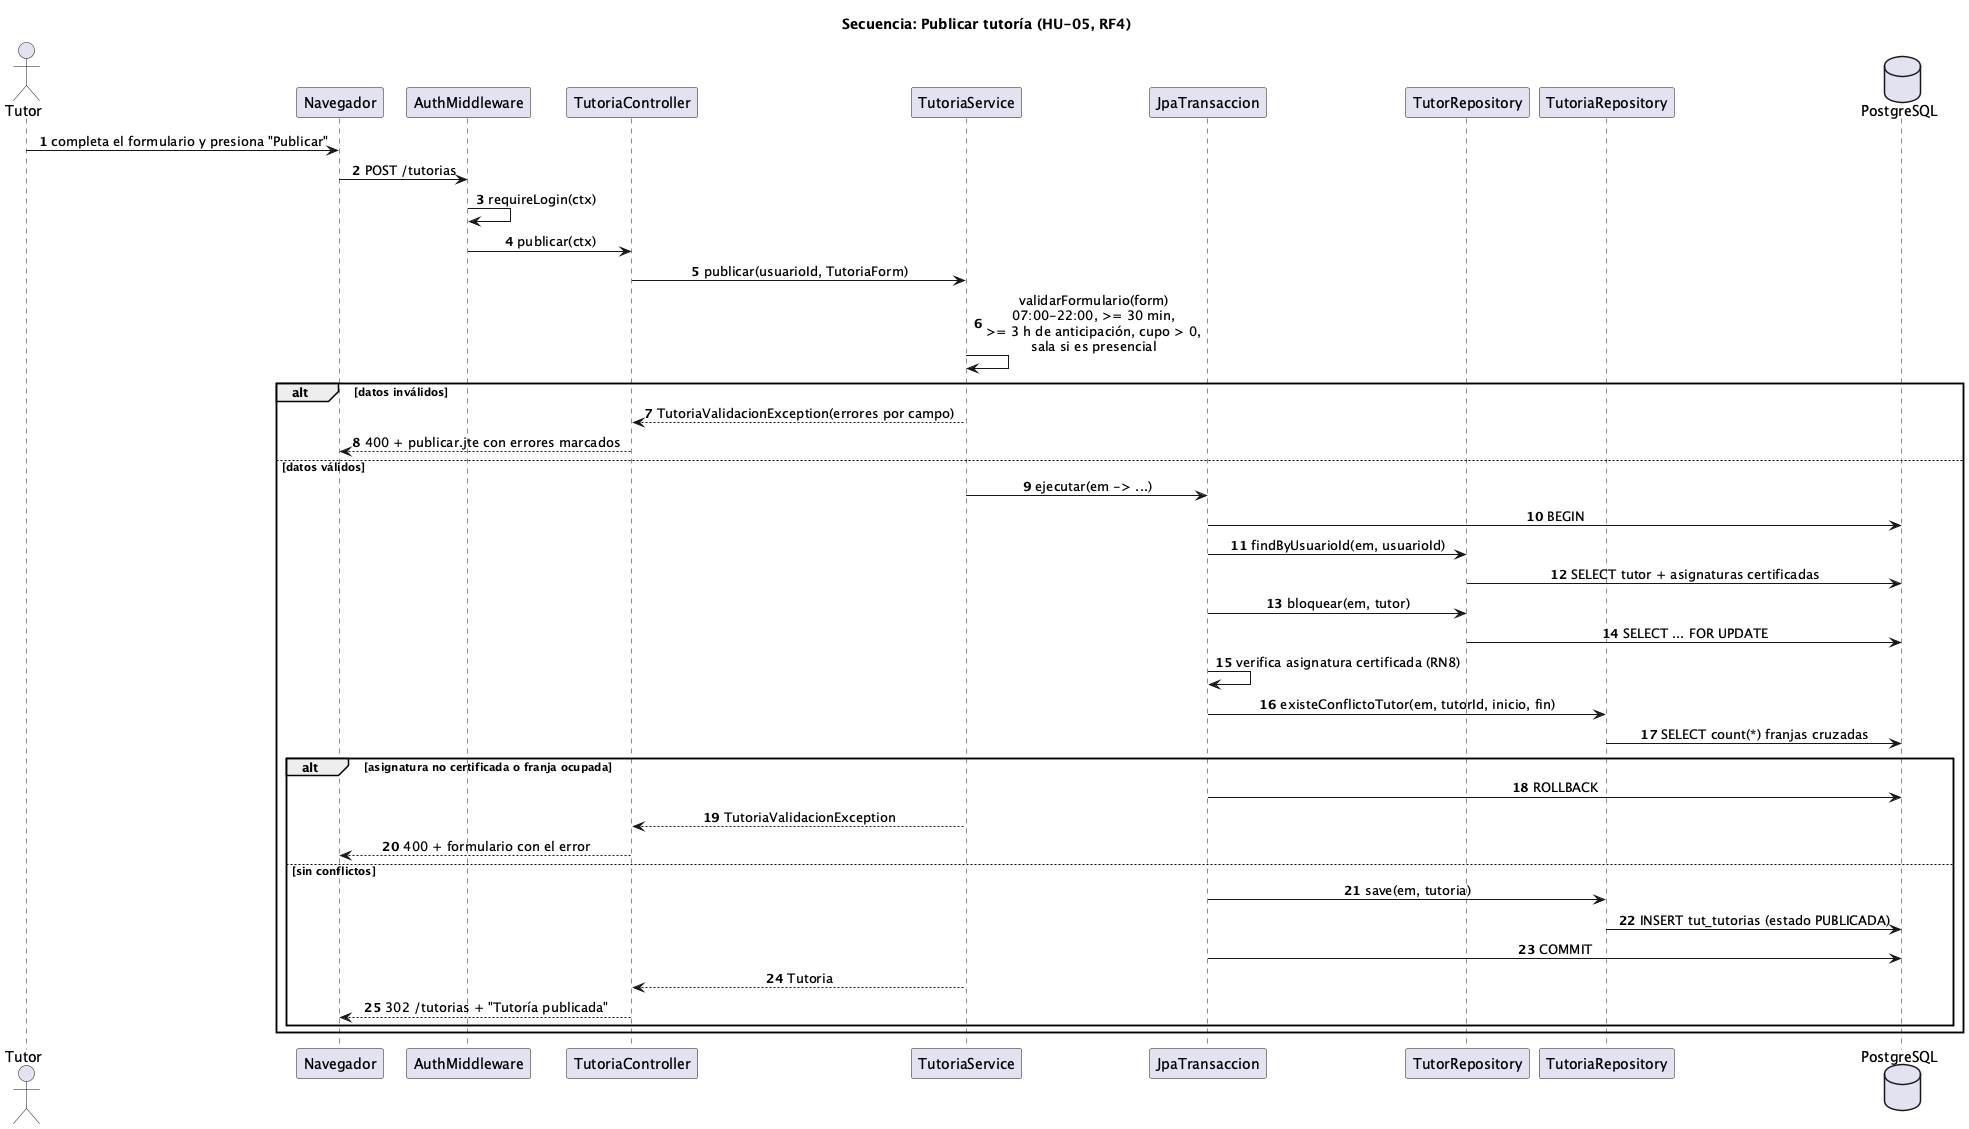 Secuencia: Publicar tutoría (HU-05, RF4)
Tutor
Navegador
AuthMiddleware
TutoriaController
TutoriaService
JpaTransaccion
TutorRepository
TutoriaRepository
PostgreSQL
1 completa el formulario y presiona "Publicar"
2 POST /tutorias
3 requireLogin(ctx)
4 publicar(ctx)
5 publicar(usuarioId, TutoriaForm)
validarFormulario(form)
07:00-22:00, >= 30 min,
6 >= 3 h de anticipación, cupo > 0,
sala si es presencial
alt [datos inválidos]
7 TutoriaValidacionException(errores por campo)
8 400 + publicar.jte con errores marcados
[datos válidos]
9 ejecutar(em -> ...)
10 BEGIN
11 findByUsuarioId(em, usuarioId)
12 SELECT tutor + asignaturas certificadas
13 bloquear(em, tutor)
14 SELECT ... FOR UPDATE
15 verifica asignatura certificada (RN8)
16 existeConflictoTutor(em, tutorId, inicio, fin)
17 SELECT count(*) franjas cruzadas
alt [asignatura no certificada o franja ocupada]
18 ROLLBACK
19 TutoriaValidacionException
20 400 + formulario con el error
[sin conflictos]
21 save(em, tutoria)
22 INSERT tut_tutorias (estado PUBLICADA)
23 COMMIT
24 Tutoria
25 302 /tutorias + "Tutoría publicada"
Tutor
Navegador
AuthMiddleware
TutoriaController
TutoriaService
JpaTransaccion
TutorRepository
TutoriaRepository
PostgreSQL